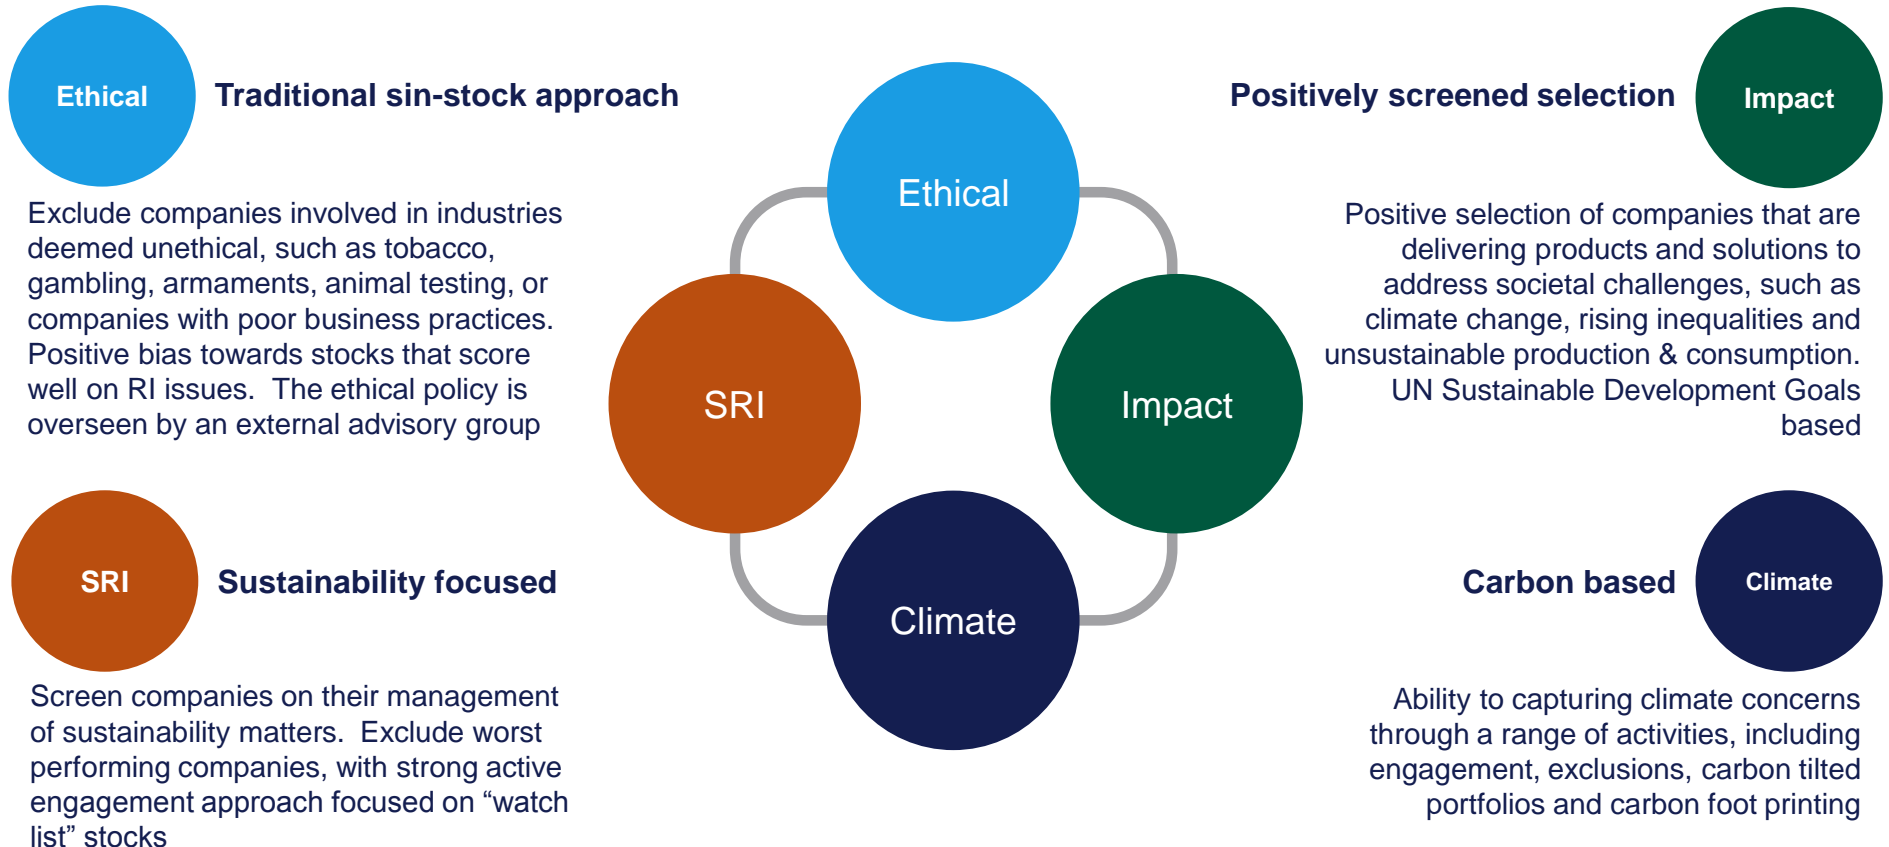 Ethical
Traditional sin-stock approach
Exclude companies involved in industries
deemed unethical, such as tobacco,
gambling, armaments, animal testing, or
companies with poor business practices.
Positive bias towards stocks that score
well on RI issues.  The ethical policy is
overseen by an external advisory group
SRI
Sustainability focused
Screen companies on their management
of sustainability matters.  Exclude worst
performing companies, with strong active
engagement approach focused on “watch
list” stocks
Ethical
SRI
Impact
Climate
Positively screened selection
Impact
Positive selection of companies that are
delivering products and solutions to
address societal challenges, such as
climate change, rising inequalities and
unsustainable production & consumption.
UN Sustainable Development Goals
based
Carbon based
Climate
Ability to capturing climate concerns
through a range of activities, including
engagement, exclusions, carbon tilted
portfolios and carbon foot printing